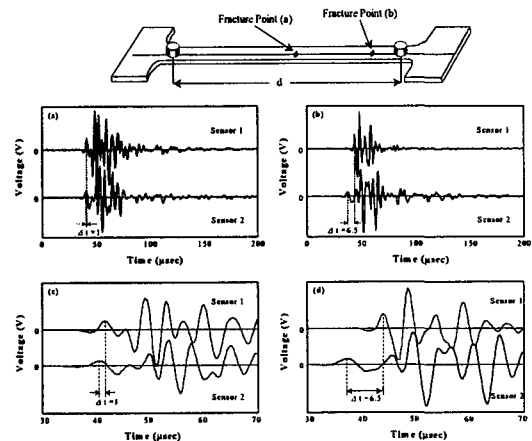 Fracture Point (a)
Fracture Point (b)
d
(a)
Sensor 1
Sensor 2
Voltage (V)
0
0
Δt=1
0 50 100 150 200
Time (μsec)
(b)
Sensor 1
Sensor 2
Voltage (V)
0
0
Δt=6.5
0 50 100 150 200
Time (μsec)
(c)
Sensor 1
Sensor 2
Voltage (V)
0
0
Δt=1
30 40 50 60 70
Time (μsec)
(d)
Sensor 1
Sensor 2
Voltage (V)
0
0
Δt=6.5
30 40 50 60 70
Time (μsec)